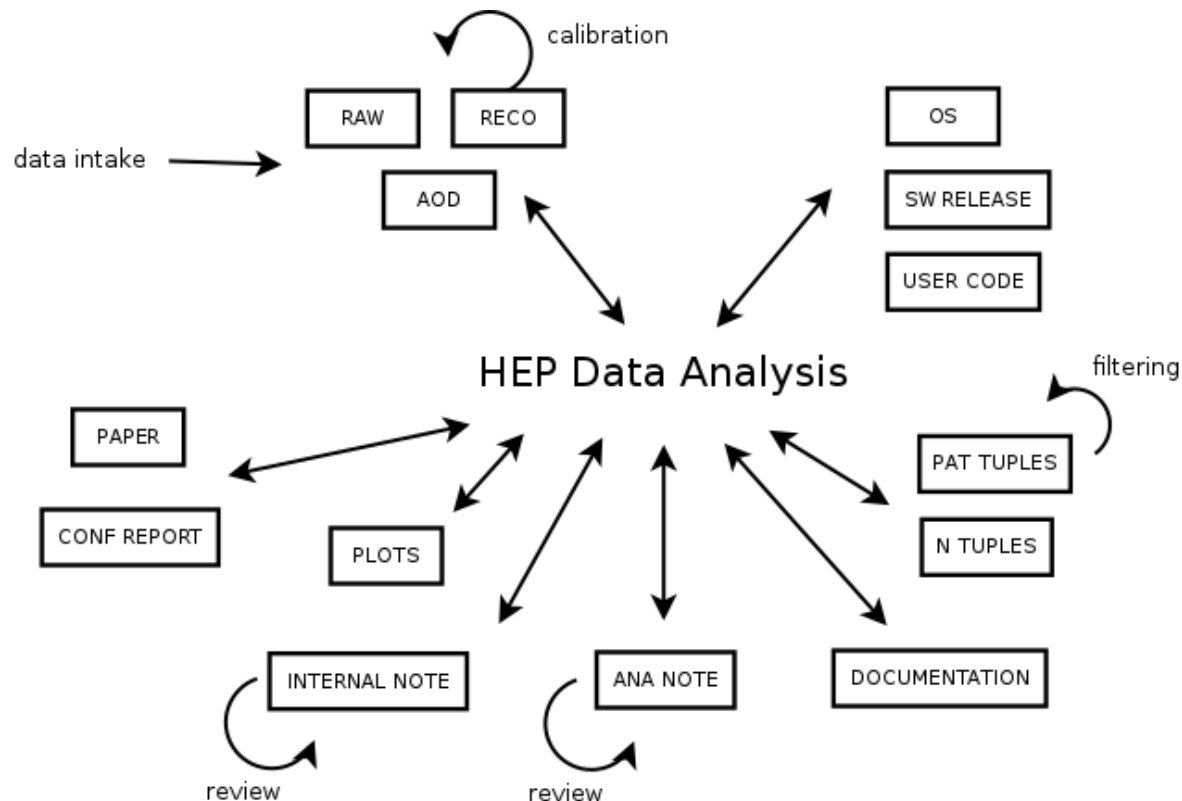 calibration
RAW
RECO
OS
data intake
AOD
SW RELEASE
USER CODE
HEP Data Analysis
filtering
PAPER
PAT TUPLES
CONF REPORT
PLOTS
N TUPLES
INTERNAL NOTE
ANA NOTE
DOCUMENTATION
review
review